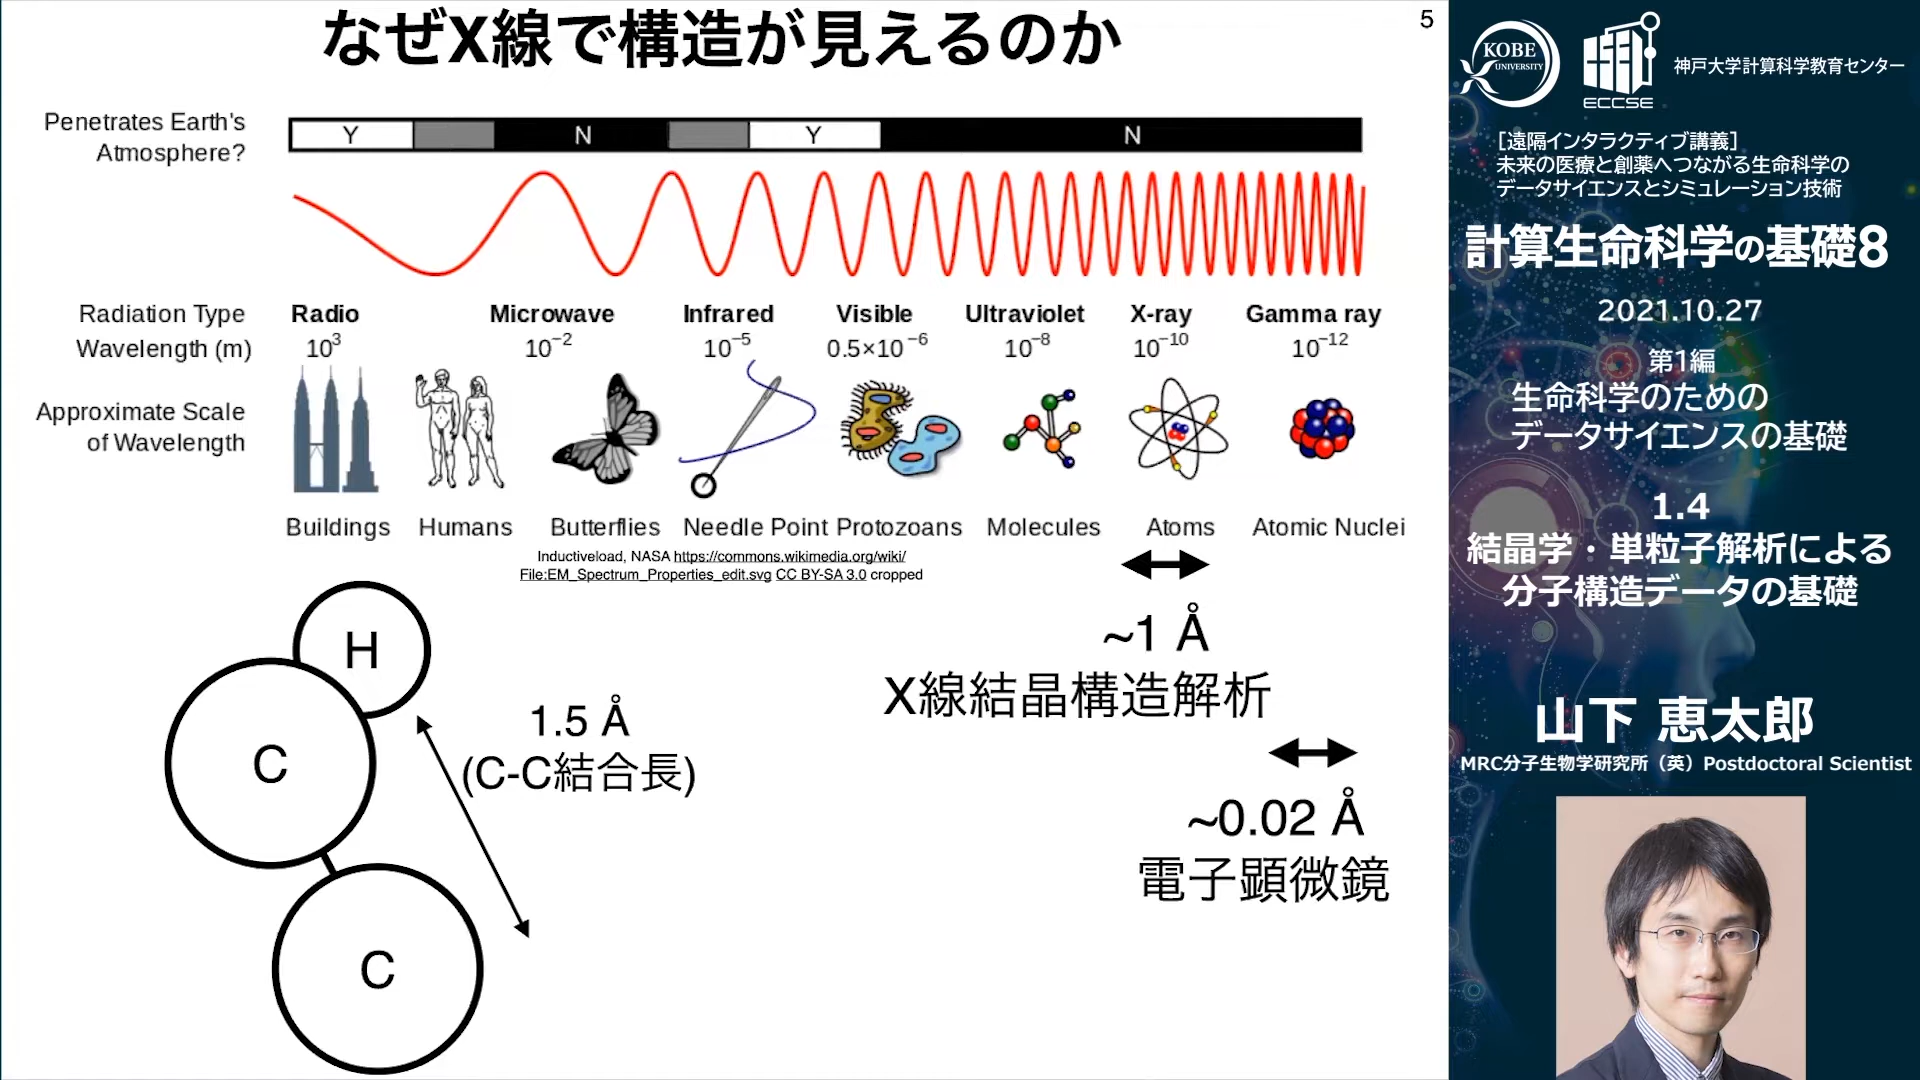 なぜX線で構造が見えるのか
5
Penetrates Earth's
Atmosphere?
Y
N
Y
N
Radiation Type
Radio
Microwave
Infrared
Visible
Ultraviolet
X-ray
Gamma ray
Wavelength (m)
10³
10⁻²
10⁻⁵
0.5×10⁻⁶
10⁻⁸
10⁻¹⁰
10⁻¹²
Approximate Scale
of Wavelength
Buildings
Humans
Butterflies
Needle Point
Protozoans
Molecules
Atoms
Atomic Nuclei
Inductiveload, NASA https://commons.wikimedia.org/wiki/
File:EM_Spectrum_Properties_edit.svg CC BY-SA 3.0 cropped
H
C
C
1.5 Å
(C-C結合長)
~1 Å
X線結晶構造解析
~0.02 Å
電子顕微鏡
KOBE
UNIVERSITY
ECCSE
神戸大学計算科学教育センター
［遠隔インタラクティブ講義］
未来の医療と創薬へつながる生命科学の
データサイエンスとシミュレーション技術
計算生命科学の基礎8
2021.10.27
第1編
生命科学のための
データサイエンスの基礎
1.4
結晶学・単粒子解析による
分子構造データの基礎
山下 恵太郎
MRC分子生物学研究所（英）Postdoctoral Scientist